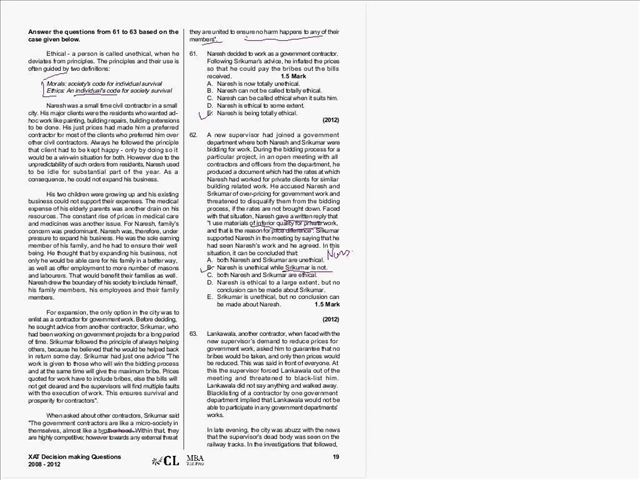 Answer the questions from 61 to 63 based on the
case given below.
Ethical - a person is called unethical, when he
deviates from principles. The principles and their use is
often guided by two definitions:
Morals: society's code for individual survival
Ethics: An individual's code for society survival
Naresh was a small time civil contractor in a small
city. His major clients were the residents who wanted ad-
hoc work like painting, building repairs, building extensions
to be done. His just prices had made him a preferred
contractor for most of the clients who preferred him over
other civil contractors. Always he followed the principle
that client had to be kept happy - only by doing so it
would be a win-win situation for both. However due to the
unpredictability of such orders from residents, Naresh used
to be idle for substantial part of the year. As a
consequence, he could not expand his business.
His two children were growing up and his existing
business could not support their expenses. The medical
expense of his elderly parents was another drain on his
resources. The constant rise of prices in medical care
and medicines was another issue. For Naresh, family's
concern was predominant. Naresh was, therefore, under
pressure to expand his business. He was the sole earning
member of his family, and he had to ensure their well
being. He thought that by expanding his business, not
only he would be able care for his family in a better way,
as well as offer employment to more number of masons
and labourers. That would benefit their families as well.
Naresh drew the boundary of his society to include himself,
his family members, his employees and their family
members.
For expansion, the only option in the city was to
enlist as a contractor for government work. Before deciding,
he sought advice from another contractor, Srikumar, who
had been working on government projects for a long period
of time. Srikumar followed the principle of always helping
others, because he believed that he would be helped back
in return some day. Srikumar had just one advice "The
work is given to those who will win the bidding process
and at the same time will give the maximum bribe. Prices
quoted for work have to include bribes, else the bills will
not get cleared and the supervisors will find multiple faults
with the execution of work. This ensures survival and
prosperity for contractors".
When asked about other contractors, Srikumar said
"The government contractors are like a micro-society in
themselves, almost like a brotherhood. Within that, they
are highly competitive; however towards any external threat
XAT Decision making Questions
2008 - 2012
they are united to ensure no harm happens to any of their
members".
61. Naresh decided to work as a government contractor.
Following Srikumar's advice, he inflated the prices
so that he could pay the bribes out the bills
received. 1.5 Mark
A. Naresh is now totally unethical.
B. Naresh can not be called totally ethical.
C. Naresh can be called ethical when it suits him.
D. Naresh is ethical to some extent.
E. Naresh is being totally ethical.
(2012)
62. A new supervisor had joined a government
department where both Naresh and Srikumar were
bidding for work. During the bidding process for a
particular project, in an open meeting with all
contractors and officers from the department, he
produced a document which had the rates at which
Naresh had worked for private clients for similar
building related work. He accused Naresh and
Srikumar of over-pricing for government work and
threatened to disqualify them from the bidding
process, if the rates are not brought down. Faced
with that situation, Naresh gave a written reply that
"I use materials of inferior quality for private work,
and that is the reason for price difference". Srikumar
supported Naresh in the meeting by saying that he
had seen Naresh's work and he agreed. In this
situation, it can be concluded that:
A. both Naresh and Srikumar are unethical.
B. Naresh is unethical while Srikumar is not.
C. both Naresh and Srikumar are ethical.
D. Naresh is ethical to a large extent, but no
conclusion can be made about Srikumar.
E. Srikumar is unethical, but no conclusion can
be made about Naresh. 1.5 Mark
(2012)
63. Lankawala, another contractor, when faced with the
new supervisor's demand to reduce prices for
government work, asked him to guarantee that no
bribes would be taken, and only then prices would
be reduced. This was said in front of everyone. At
this the supervisor forced Lankawala out of the
meeting and threatened to black-list him.
Lankawala did not say anything and walked away.
Blacklisting of a contractor by one government
department implied that Lankawala would not be
able to participate in any government departments'
works.
In late evening, the city was abuzz with the news
that the supervisor's dead body was seen on the
railway tracks. In the investigations that followed,
CL MBA
19